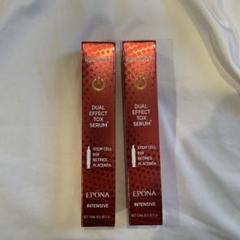 DUAL
EFFECT
TOX
SERUM
STEM CELL
EGF
RETINOL
PLACENTA
EPONA
INTENSIVE
DUAL
EFFECT
TOX
SERUM
STEM CELL
EGF
RETINOL
PLACENTA
EPONA
INTENSIVE